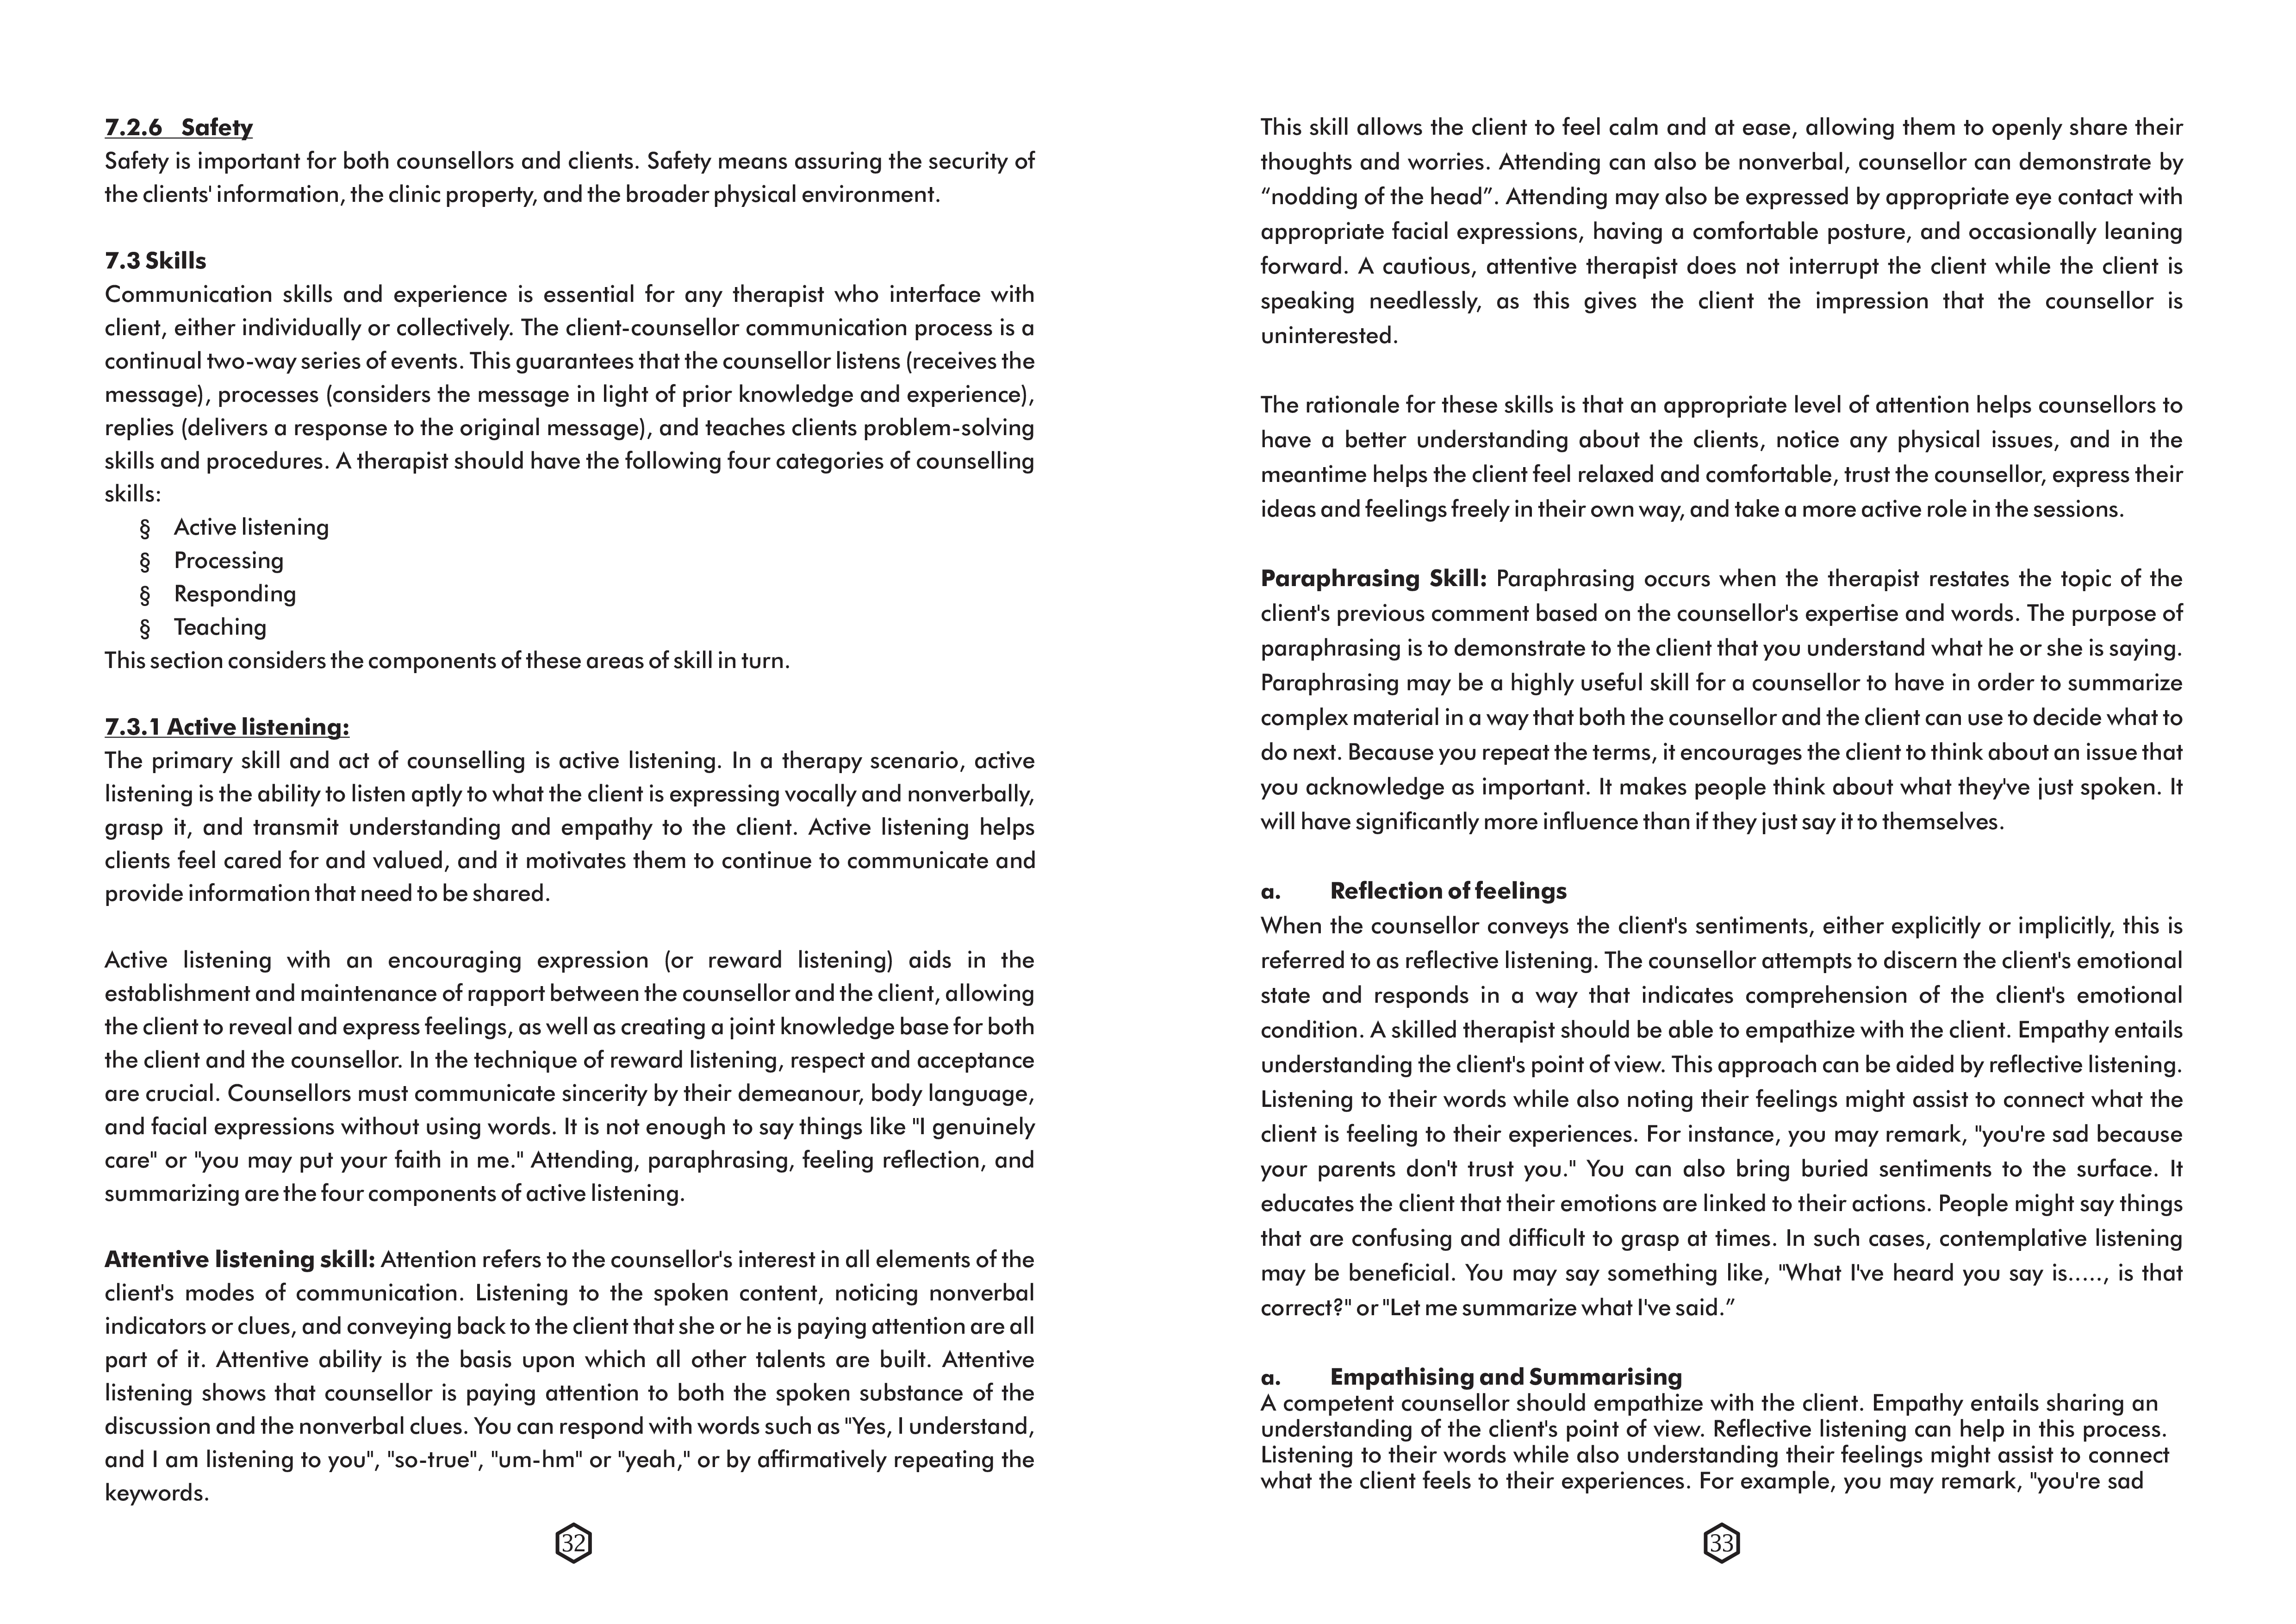 7.2.6 Safety
Safety is important for both counsellors and clients. Safety means assuring the security of
the clients' information, the clinic property, and the broader physical environment.
7.3 Skills
Communication skills and experience is essential for any therapist who interface with
client, either individually or collectively. The client-counsellor communication process is a
continual two-way series of events. This guarantees that the counsellor listens (receives the
message), processes (considers the message in light of prior knowledge and experience),
replies (delivers a response to the original message), and teaches clients problem-solving
skills and procedures. A therapist should have the following four categories of counselling
skills:
§ Active listening
§ Processing
§ Responding
§ Teaching
This section considers the components of these areas of skill in turn.
7.3.1 Active listening:
The primary skill and act of counselling is active listening. In a therapy scenario, active
listening is the ability to listen aptly to what the client is expressing vocally and nonverbally,
grasp it, and transmit understanding and empathy to the client. Active listening helps
clients feel cared for and valued, and it motivates them to continue to communicate and
provide information that need to be shared.
Active listening with an encouraging expression (or reward listening) aids in the
establishment and maintenance of rapport between the counsellor and the client, allowing
the client to reveal and express feelings, as well as creating a joint knowledge base for both
the client and the counsellor. In the technique of reward listening, respect and acceptance
are crucial. Counsellors must communicate sincerity by their demeanour, body language,
and facial expressions without using words. It is not enough to say things like "I genuinely
care" or "you may put your faith in me." Attending, paraphrasing, feeling reflection, and
summarizing are the four components of active listening.
Attentive listening skill: Attention refers to the counsellor's interest in all elements of the
client's modes of communication. Listening to the spoken content, noticing nonverbal
indicators or clues, and conveying back to the client that she or he is paying attention are all
part of it. Attentive ability is the basis upon which all other talents are built. Attentive
listening shows that counsellor is paying attention to both the spoken substance of the
discussion and the nonverbal clues. You can respond with words such as "Yes, I understand,
and I am listening to you", "so-true", "um-hm" or "yeah," or by affirmatively repeating the
keywords.
32
This skill allows the client to feel calm and at ease, allowing them to openly share their
thoughts and worries. Attending can also be nonverbal, counsellor can demonstrate by
“nodding of the head”. Attending may also be expressed by appropriate eye contact with
appropriate facial expressions, having a comfortable posture, and occasionally leaning
forward. A cautious, attentive therapist does not interrupt the client while the client is
speaking needlessly, as this gives the client the impression that the counsellor is
uninterested.
The rationale for these skills is that an appropriate level of attention helps counsellors to
have a better understanding about the clients, notice any physical issues, and in the
meantime helps the client feel relaxed and comfortable, trust the counsellor, express their
ideas and feelings freely in their own way, and take a more active role in the sessions.
Paraphrasing Skill: Paraphrasing occurs when the therapist restates the topic of the
client's previous comment based on the counsellor's expertise and words. The purpose of
paraphrasing is to demonstrate to the client that you understand what he or she is saying.
Paraphrasing may be a highly useful skill for a counsellor to have in order to summarize
complex material in a way that both the counsellor and the client can use to decide what to
do next. Because you repeat the terms, it encourages the client to think about an issue that
you acknowledge as important. It makes people think about what they've just spoken. It
will have significantly more influence than if they just say it to themselves.
a. Reflection of feelings
When the counsellor conveys the client's sentiments, either explicitly or implicitly, this is
referred to as reflective listening. The counsellor attempts to discern the client's emotional
state and responds in a way that indicates comprehension of the client's emotional
condition. A skilled therapist should be able to empathize with the client. Empathy entails
understanding the client's point of view. This approach can be aided by reflective listening.
Listening to their words while also noting their feelings might assist to connect what the
client is feeling to their experiences. For instance, you may remark, "you're sad because
your parents don't trust you." You can also bring buried sentiments to the surface. It
educates the client that their emotions are linked to their actions. People might say things
that are confusing and difficult to grasp at times. In such cases, contemplative listening
may be beneficial. You may say something like, "What I've heard you say is....., is that
correct?" or "Let me summarize what I've said.”
a. Empathising and Summarising
A competent counsellor should empathize with the client. Empathy entails sharing an
understanding of the client's point of view. Reflective listening can help in this process.
Listening to their words while also understanding their feelings might assist to connect
what the client feels to their experiences. For example, you may remark, "you're sad
33